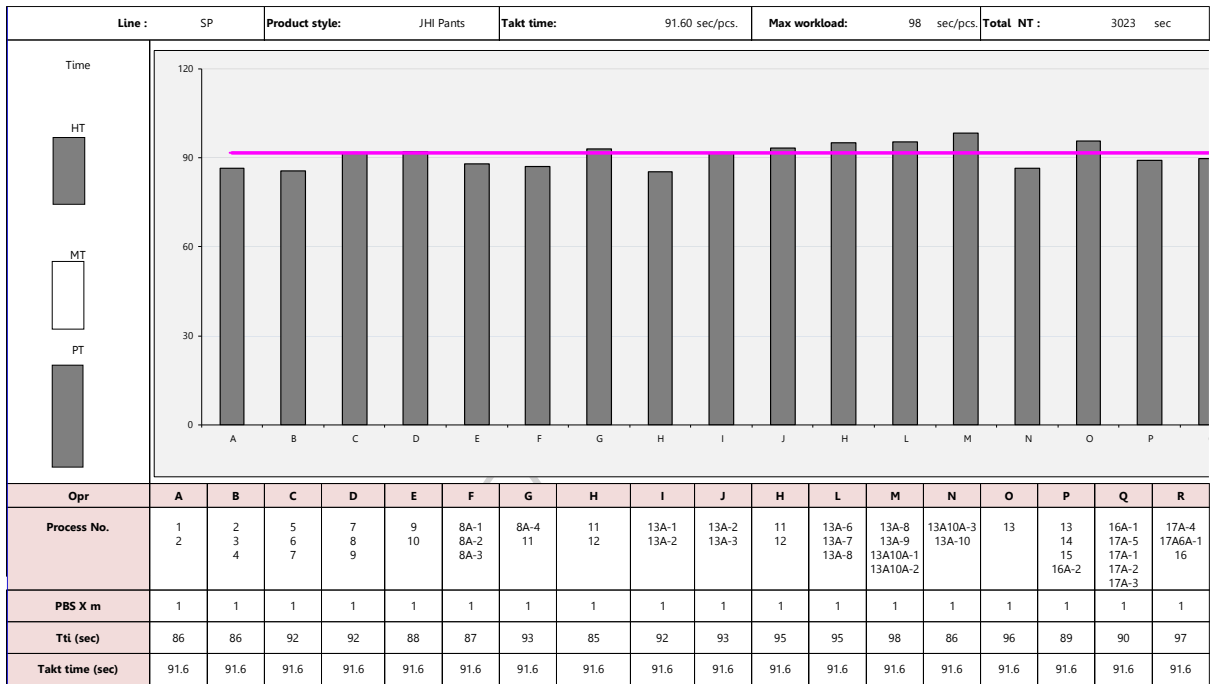 Line : SP Product style: JHI Pants Takt time: 91.60 sec/pcs. Max workload: 98 sec/pcs. Total NT : 3023 sec
Time
HT
MT
PT
120
90
60
30
0
A B C D E F G H I J H L M N O P
Opr A B C D E F G H I J H L M N O P Q R
Process No. 1 2 5 7 9 8A-1 8A-4 11 13A-1 13A-2 11 13A-6 13A-8 13A10A-3 13 13 16A-1 17A-4
2 3 6 8 10 8A-2 11 12 13A-2 13A-3 12 13A-7 13A-9 13A-10 14 17A-5 17A6A-1
4 7 9 8A-3 13A-8 13A10A-1 15 17A-1 16
13A10A-2 16A-2 17A-2
17A-3
PBS X m 1 1 1 1 1 1 1 1 1 1 1 1 1 1 1 1 1 1
Tti (sec) 86 86 92 92 88 87 93 85 92 93 95 95 98 86 96 89 90 97
Takt time (sec) 91.6 91.6 91.6 91.6 91.6 91.6 91.6 91.6 91.6 91.6 91.6 91.6 91.6 91.6 91.6 91.6 91.6 91.6